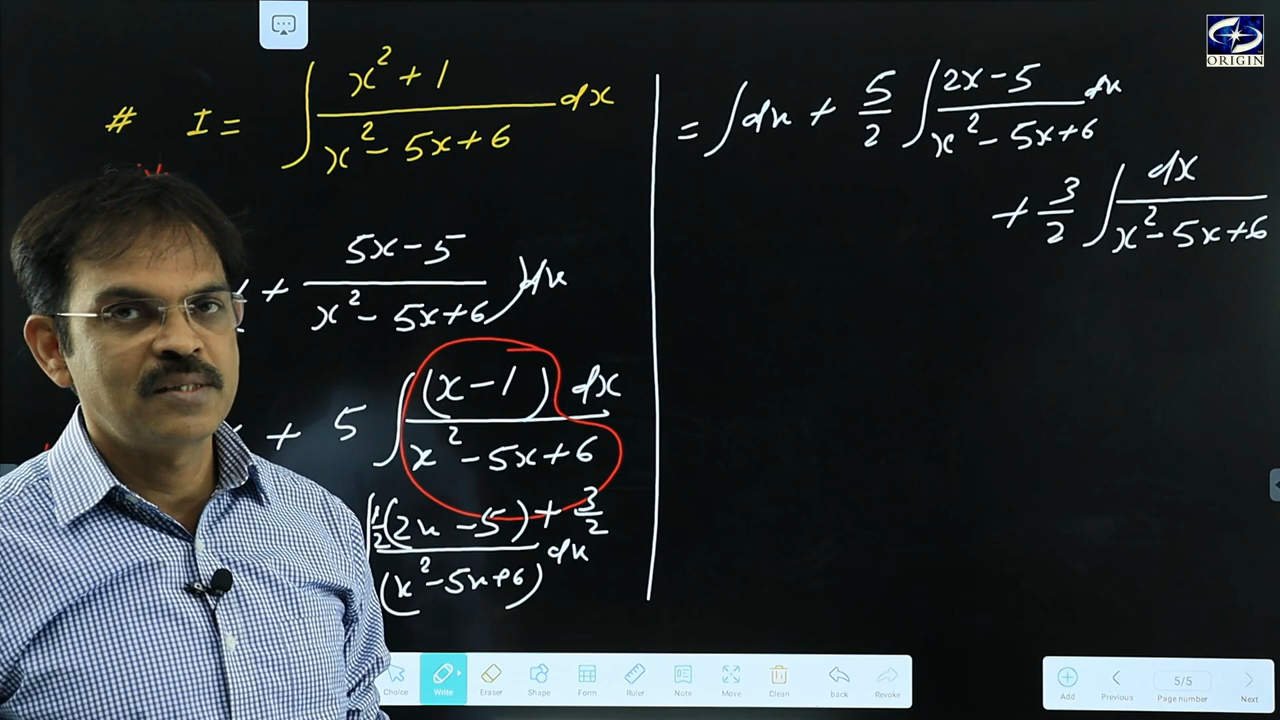 # I = ∫ x² + 1 / x² - 5x + 6 dx
+ 5x - 5 / x² - 5x + 6 ) dx
+ 5 ∫ (x - 1) dx / x² - 5x + 6
1/2 (2x - 5) + 3/2 / (x² - 5x + 6) dx
= ∫ dx + 5/2 ∫ 2x - 5 / x² - 5x + 6 dx
+ 3/2 ∫ dx / x² - 5x + 6
ORIGIN
Choice Write Eraser Shape Form Ruler Note Move Clean back Revoke
Add Previous 5/5 Page number Next